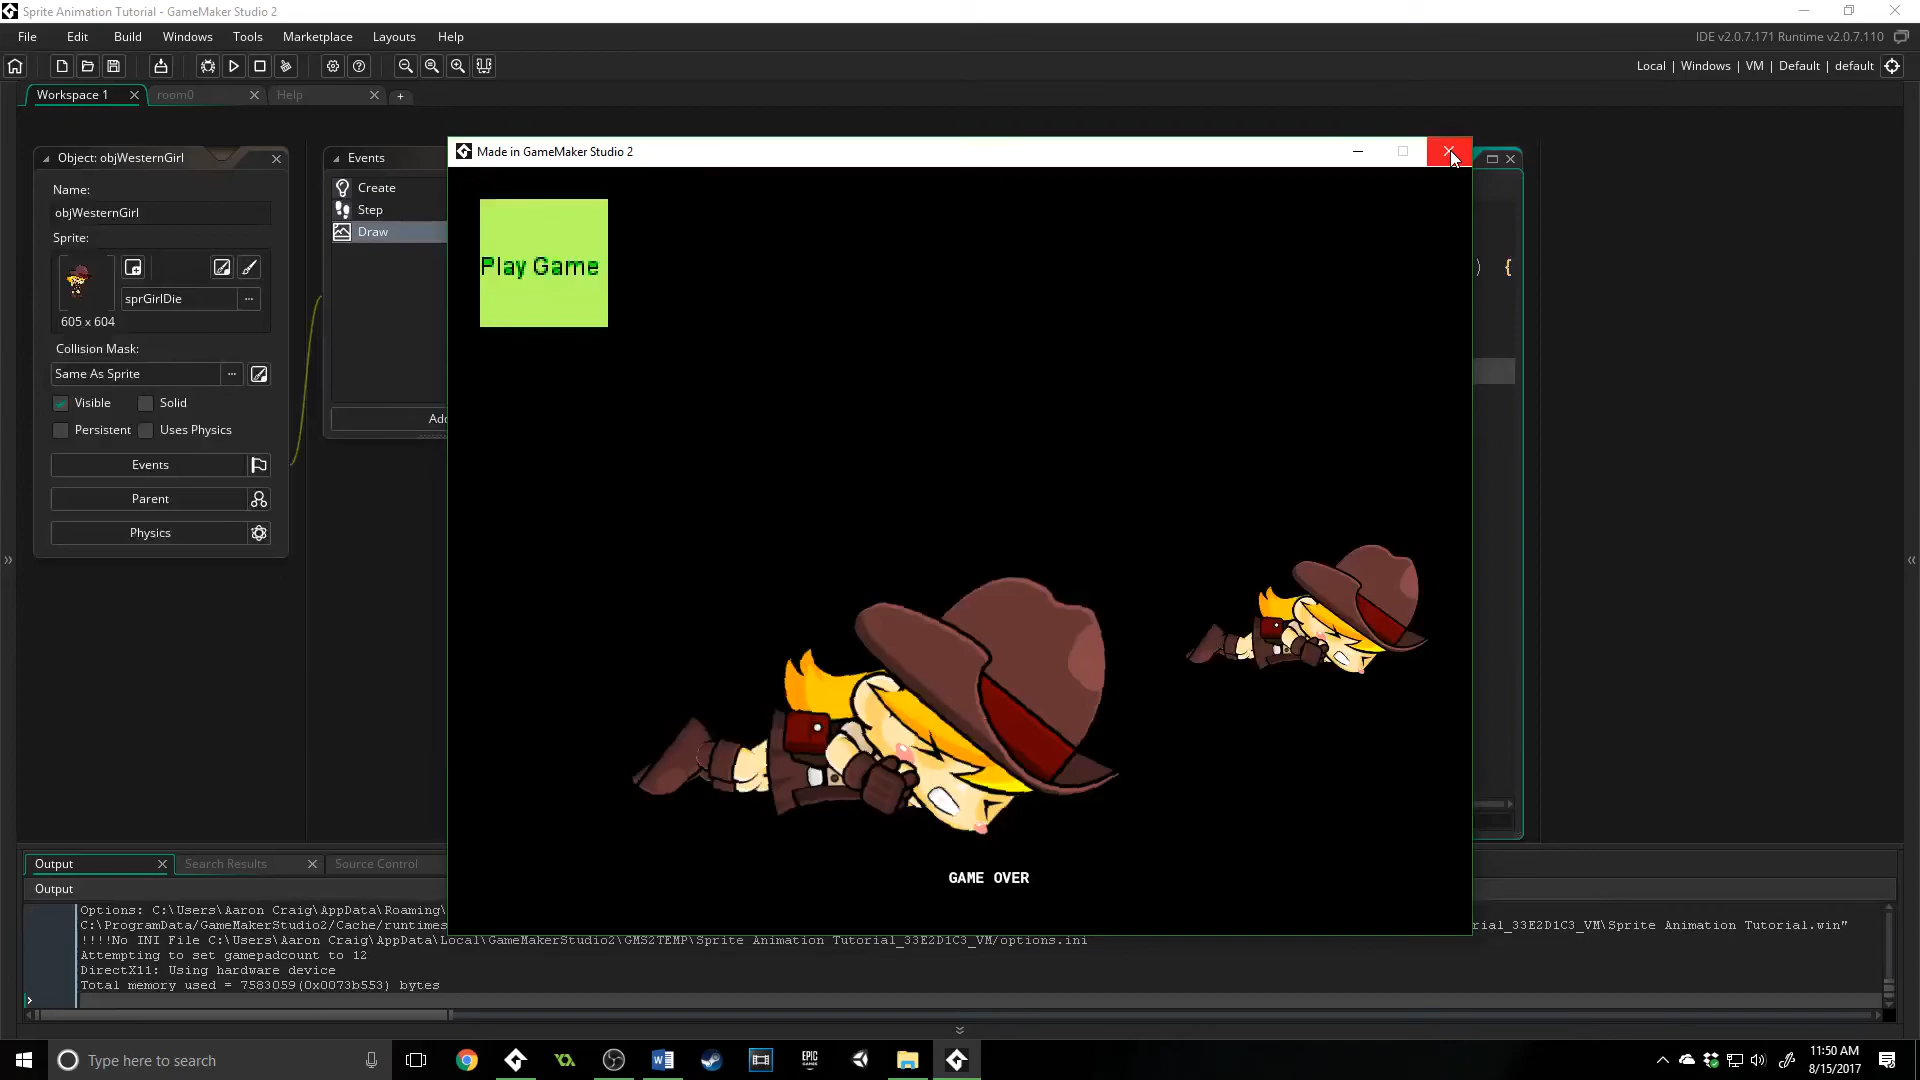 Sprite Animation Tutorial - GameMaker Studio 2
File Edit Build Windows Tools Marketplace Layouts Help
IDE v2.0.7.171 Runtime v2.0.7.110
Local | Windows | VM | Default | default
Workspace 1 room0 Help
Object: objWesternGirl
Name:
objWesternGirl
Sprite:
sprGirlDie
605 x 604
Collision Mask:
Same As Sprite
Visible Solid
Persistent Uses Physics
Events
Parent
Physics
Events
Create
Step
Draw
Ad
Made in GameMaker Studio 2
Play Game
GAME OVER
) {
Output Search Results Source Control
Output
Options: C:\Users\Aaron Craig\AppData\Roaming\
C:\ProgramData/GameMakerStudio2/Cache/runtimes
rial_33E2D1C3_VM\Sprite Animation Tutorial.win"
!!!!No INI File C:\Users\Aaron Craig\AppData\Local\GameMakerStudio2\GMS2TEMP\Sprite Animation Tutorial_33E2D1C3_VM/options.ini
Attempting to set gamepadcount to 12
DirectX11: Using hardware device
Total memory used = 7583059(0x0073b553) bytes
Type here to search
EPIC GAMES
11:50 AM
8/15/2017